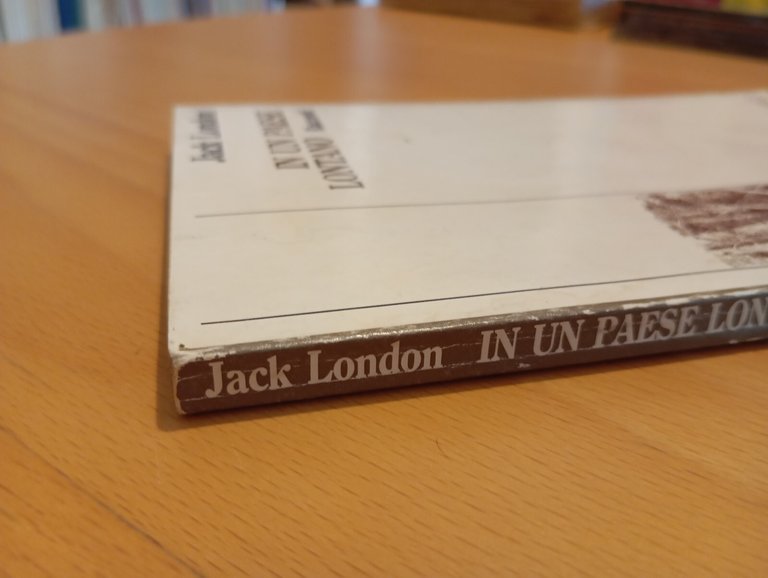 Jack London
IN UN PAESE
LONTANO
Jack London IN UN PAESE LON